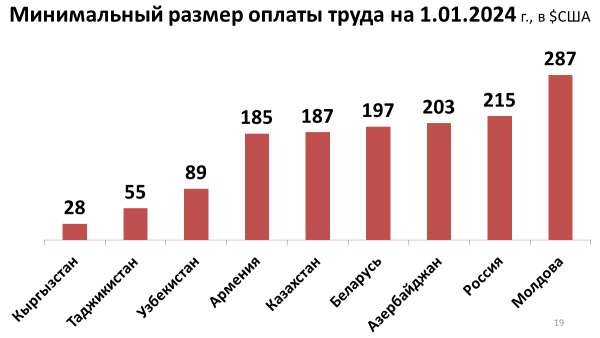 Минимальный размер оплаты труда на 1.01.2024 г., в $США
287
215
203
197
187
185
89
55
28
Кыргызстан
Таджикистан
Узбекистан
Армения
Казахстан
Беларусь
Азербайджан
Россия
Молдова
19